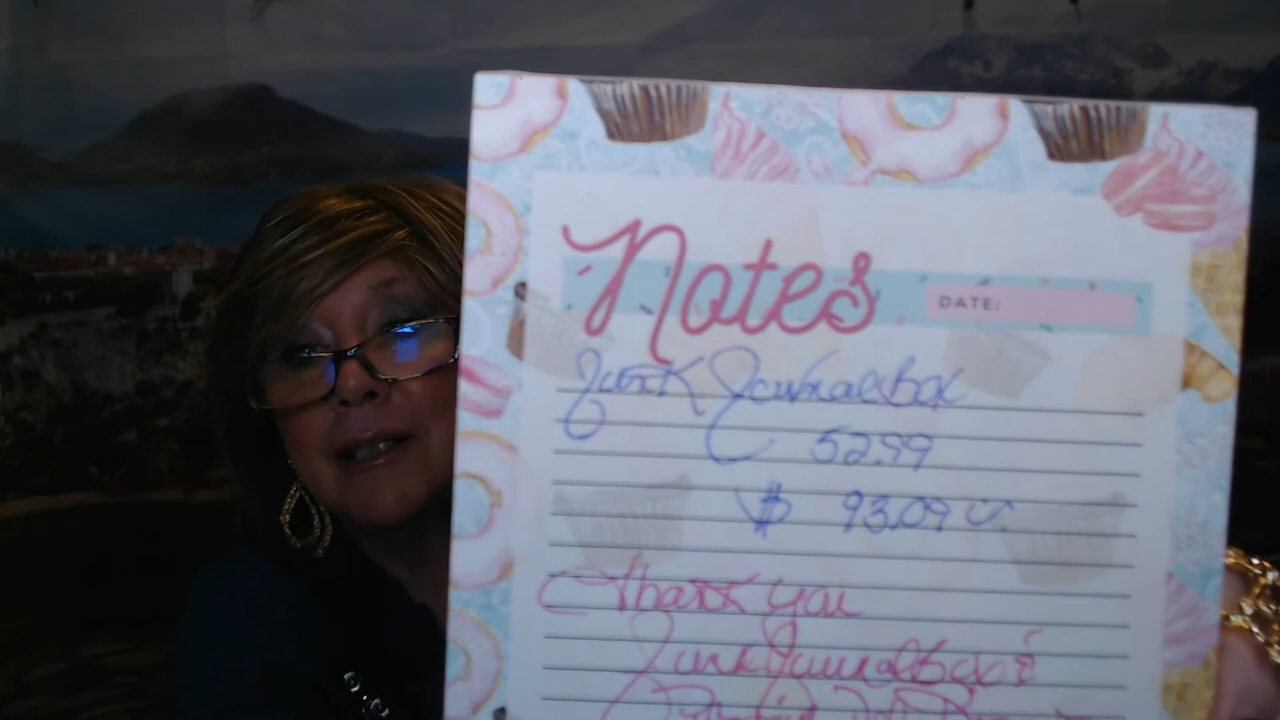 Notes
DATE:
Junk Journal Box
52.99
$ 93.09
Thank you
Junk Journal box &